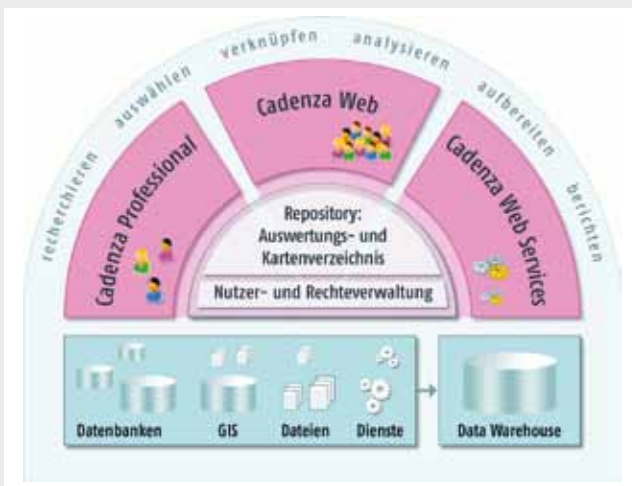 recherchieren auswählen verknüpfen analysieren aufbereiten berichten
Cadenza Professional
Cadenza Web
Cadenza Web Services
Repository:
Auswertungs- und
Kartenverzeichnis
Nutzer- und Rechteverwaltung
Datenbanken GIS Dateien Dienste Data Warehouse